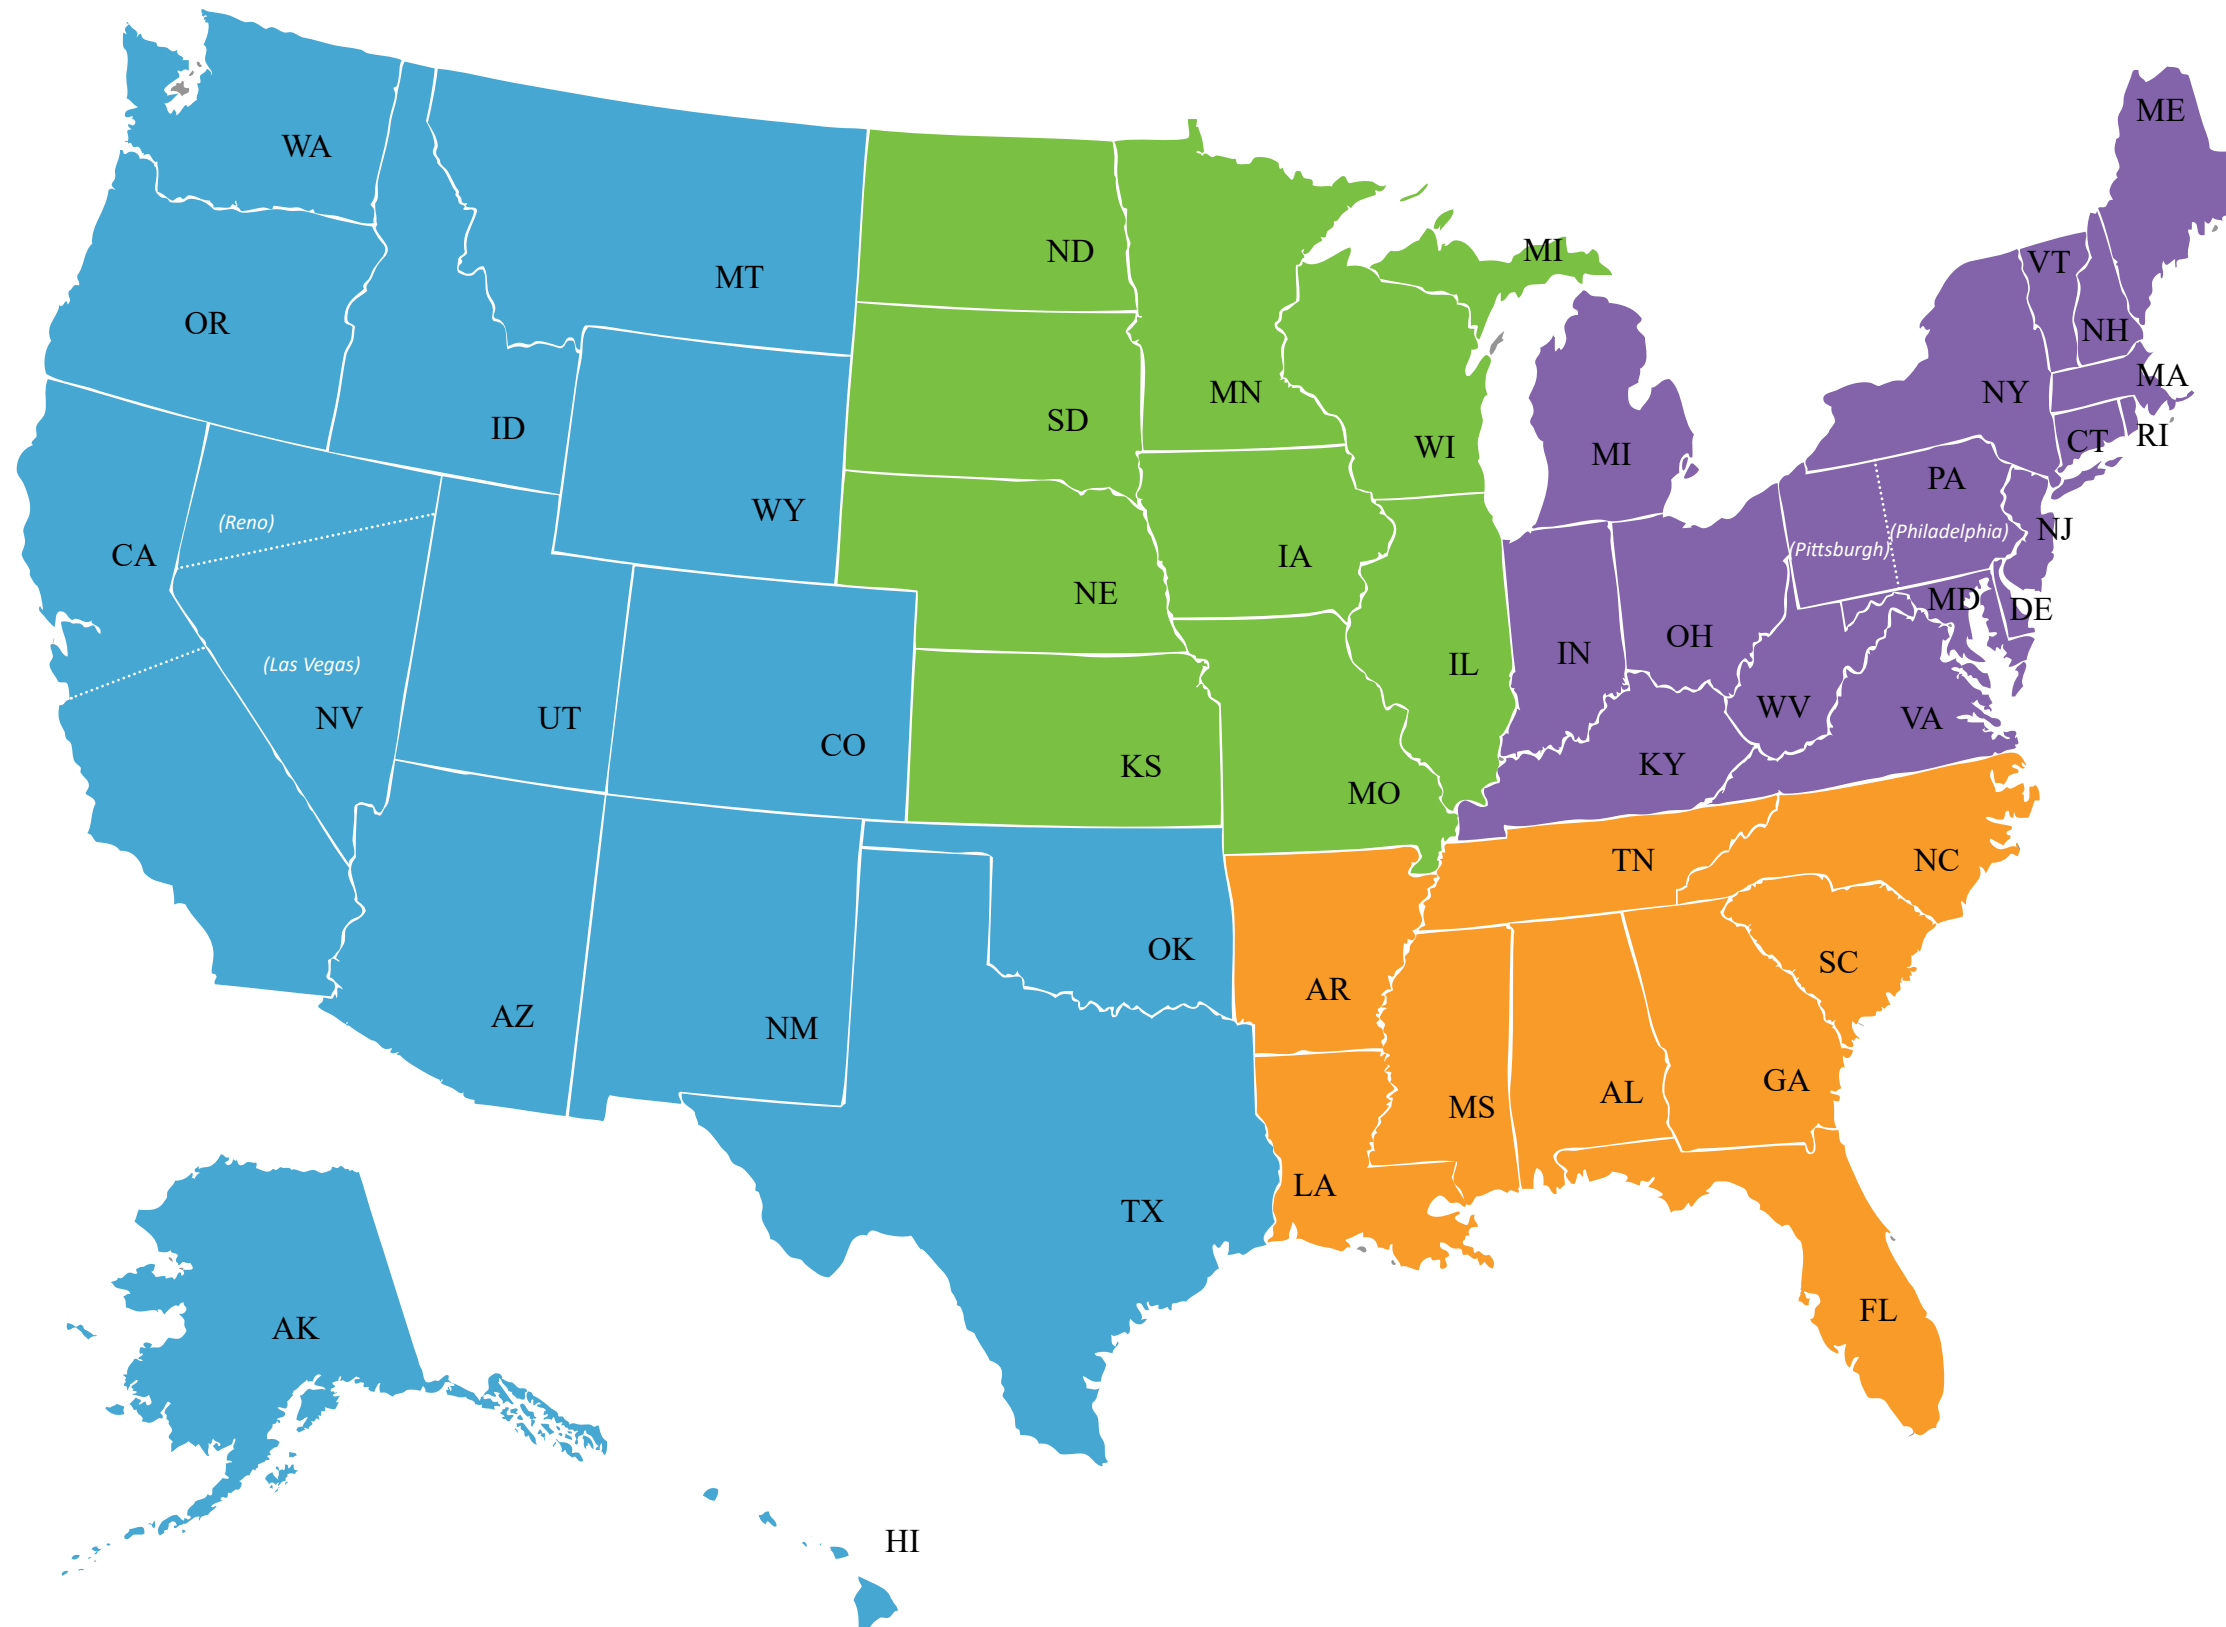 ME
WA
ND
MI
VT
MT
OR
NH
MA
MN
NY
SD
ID
RI
CT
WI
MI
PA
WY
(Reno)
NJ
(Philadelphia)
(Pittsburgh)
CA
IA
NE
MD
DE
OH
IN
IL
(Las Vegas)
WV
NV
UT
VA
CO
KY
KS
MO
TN
NC
OK
SC
AR
AZ
NM
GA
AL
MS
LA
TX
FL
AK
HI